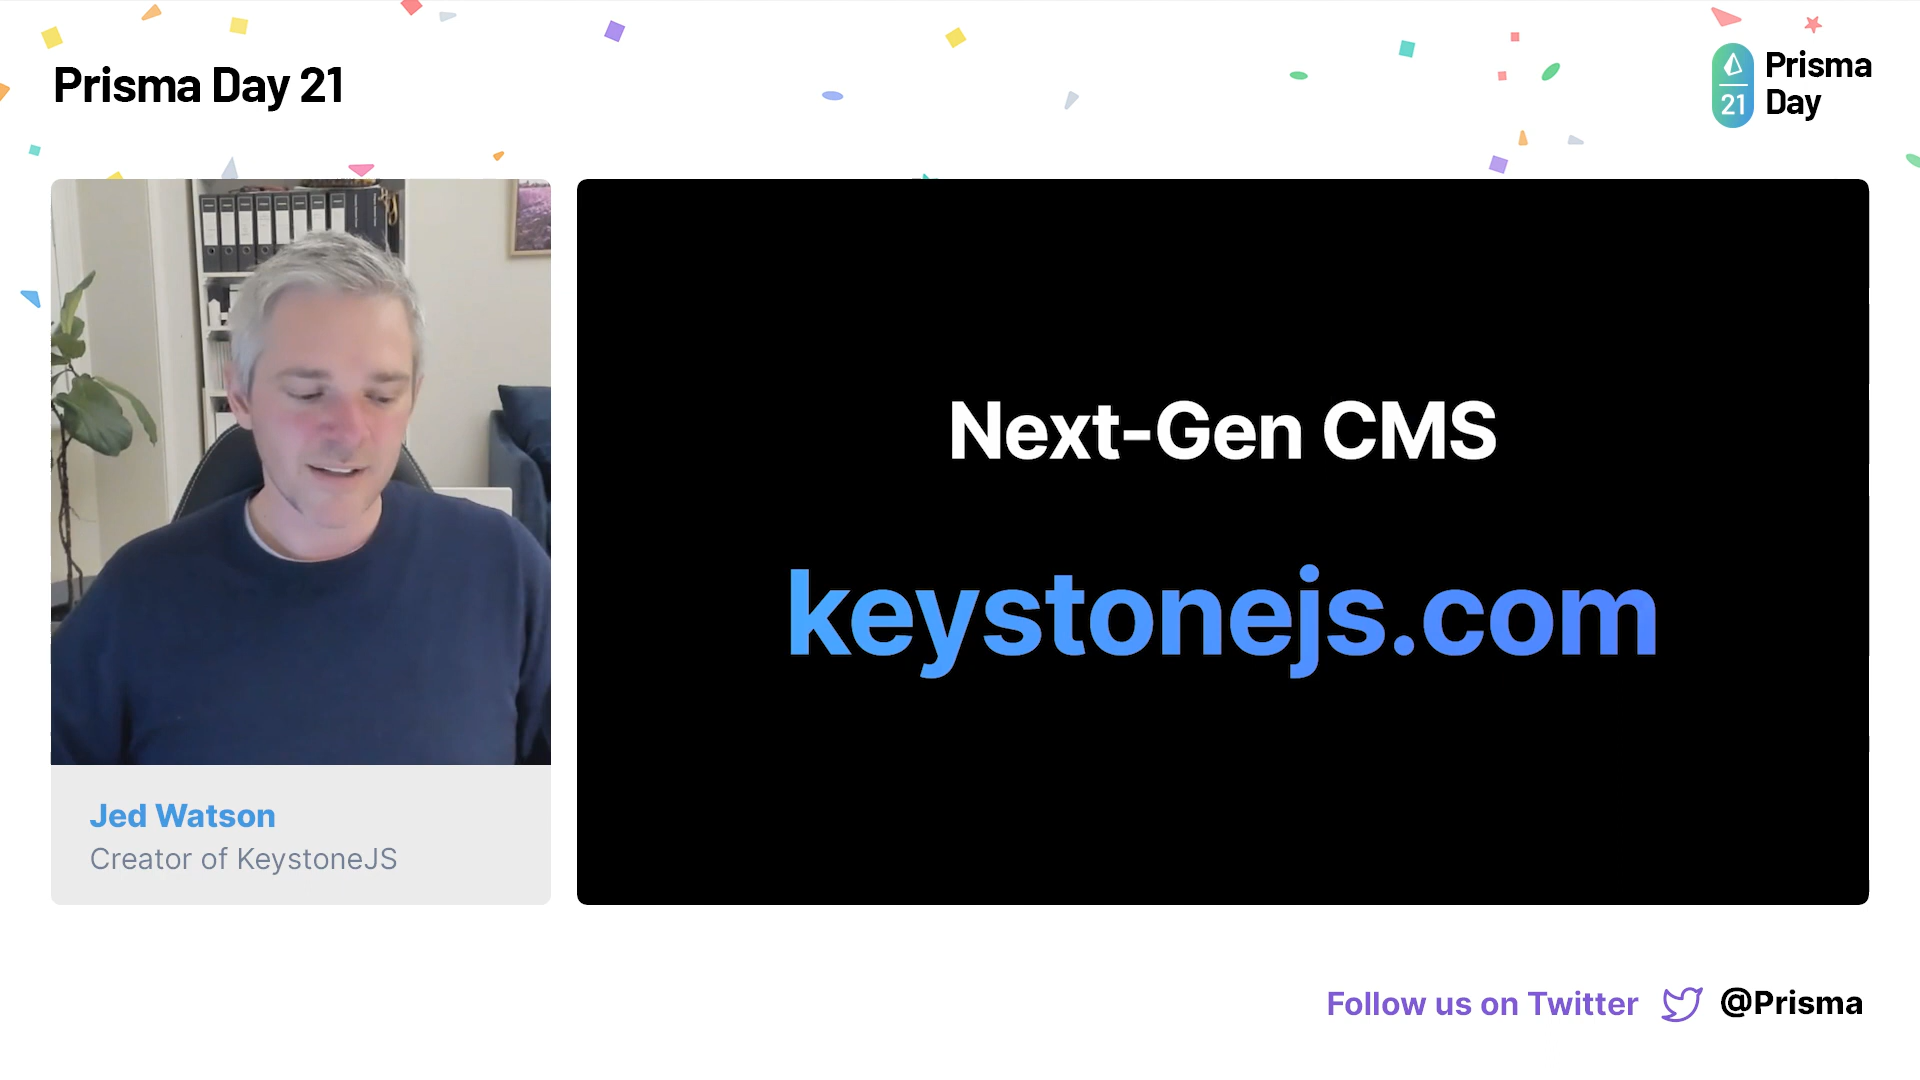 Prisma Day 21
21
Prisma
Day
Next-Gen CMS
keystonejs.com
Jed Watson
Creator of KeystoneJS
Follow us on Twitter @Prisma